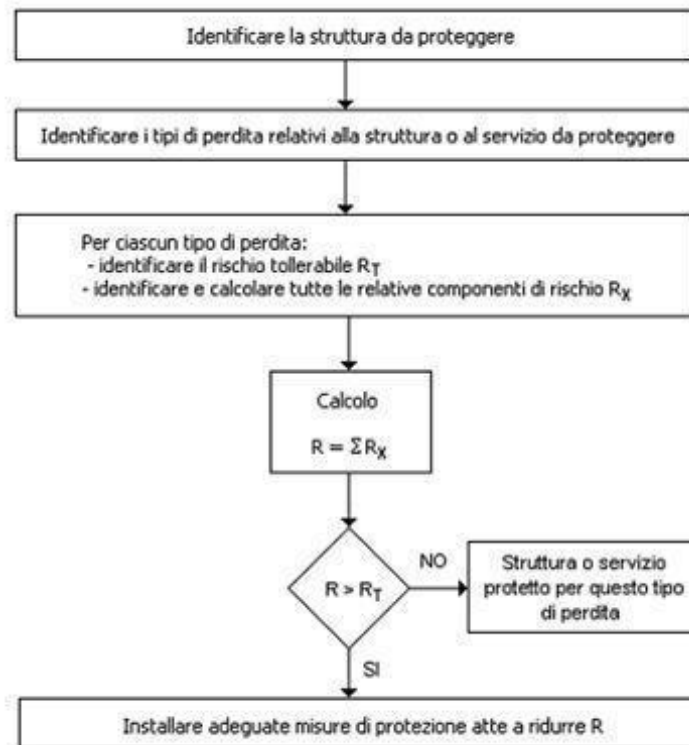 Identificare la struttura da proteggere
Identificare i tipi di perdita relativi alla struttura o al servizio da proteggere
Per ciascun tipo di perdita:
- identificare il rischio tollerabile RT
- identificare e calcolare tutte le relative componenti di rischio RX
Calcolo
R = ΣRX
R > RT
NO
Struttura o servizio
protetto per questo tipo
di perdita
SI
Installare adeguate misure di protezione atte a ridurre R